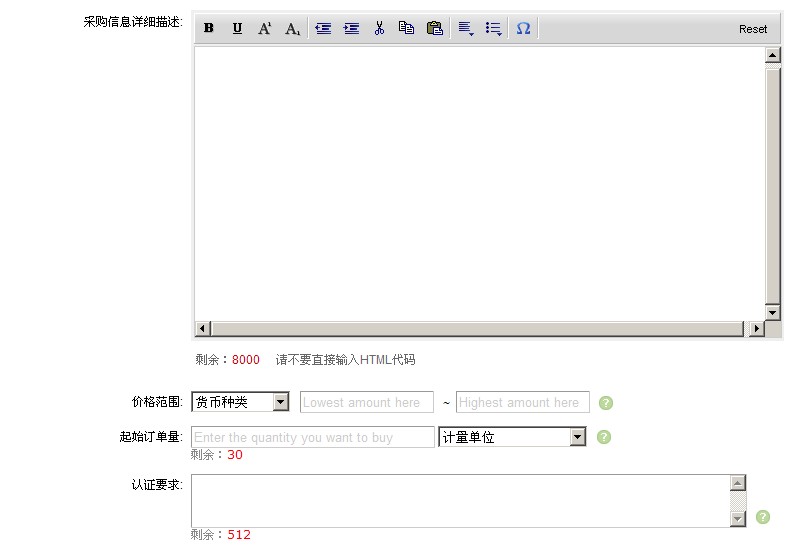 采购信息详细描述:
B U A¹ A₁ Ω Reset
剩余：8000 请不要直接输入HTML代码
价格范围: 货币种类 Lowest amount here ~ Highest amount here ?
起始订单量: Enter the quantity you want to buy 计量单位 ?
剩余：30
认证要求: ?
剩余：512